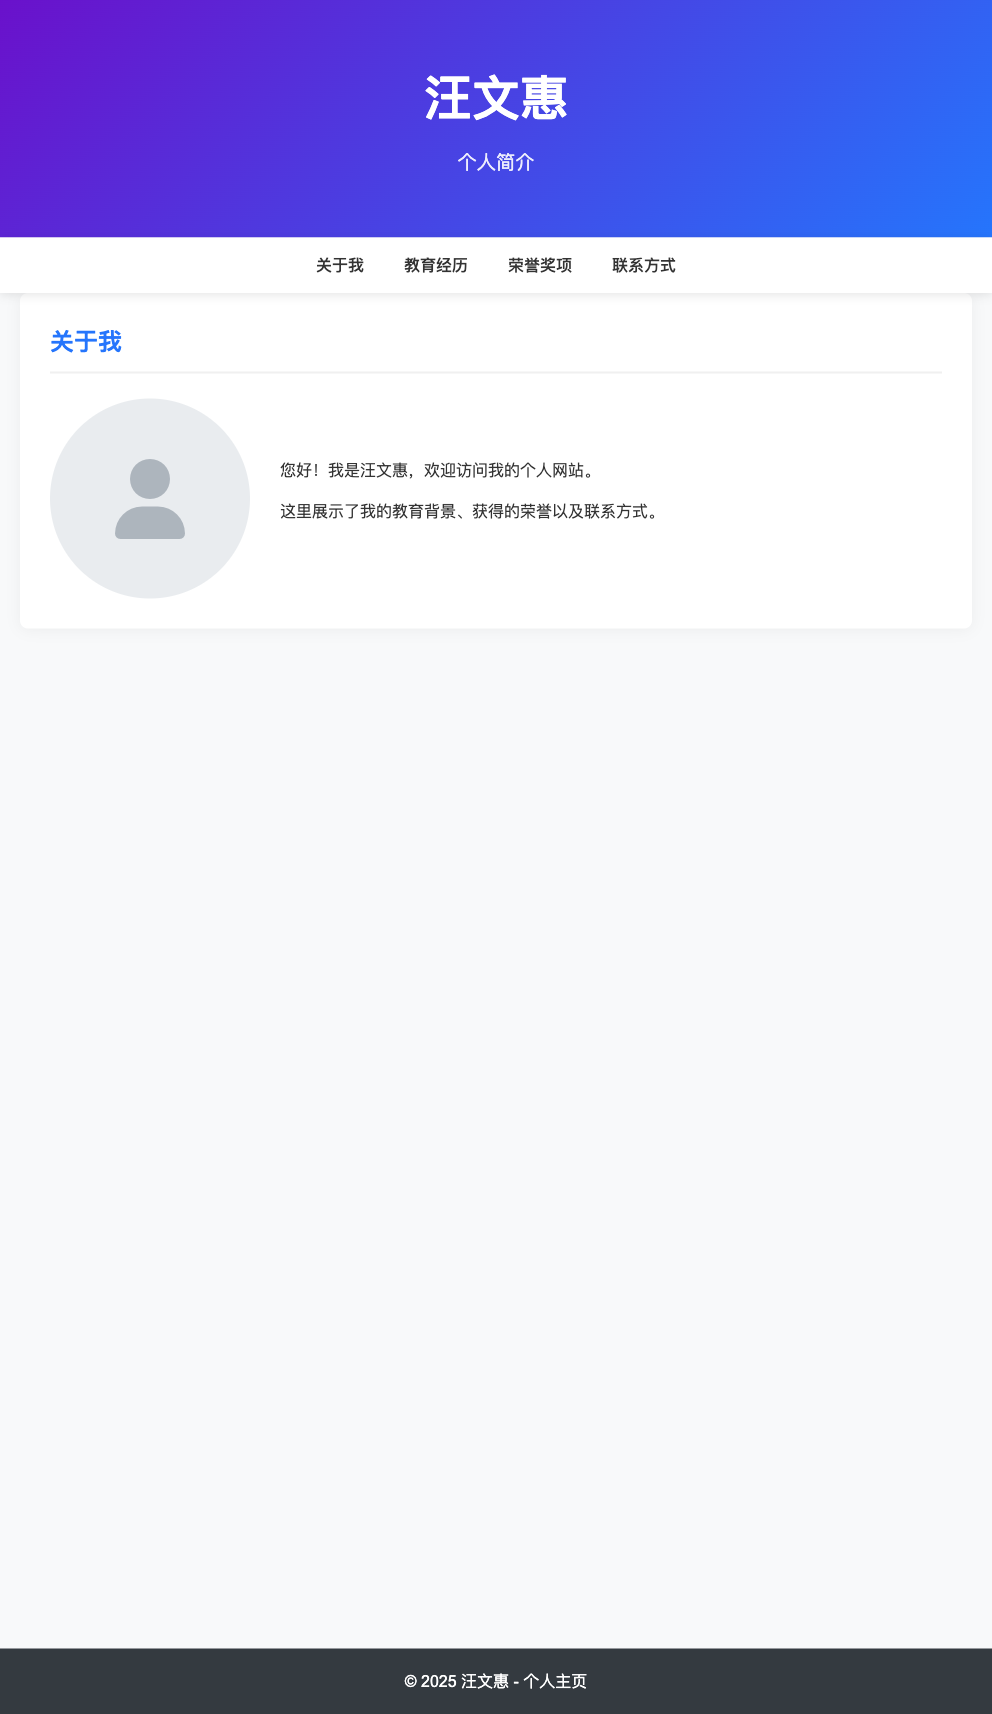 汪文惠
个人简介
关于我 教育经历 荣誉奖项 联系方式
关于我
您好！我是汪文惠，欢迎访问我的个人网站。
这里展示了我的教育背景、获得的荣誉以及联系方式。
© 2025 汪文惠 - 个人主页